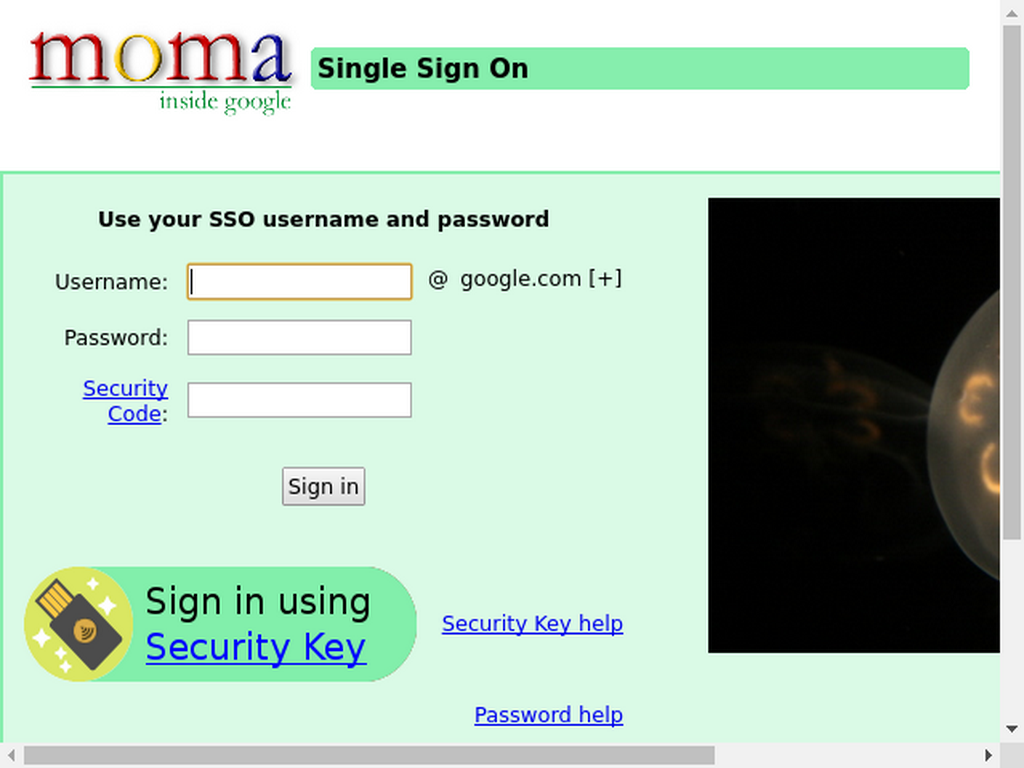 moma
inside google
Single Sign On
Use your SSO username and password
Username: @ google.com [+]
Password:
Security
Code:
Sign in
Sign in using
Security Key
Security Key help
Password help